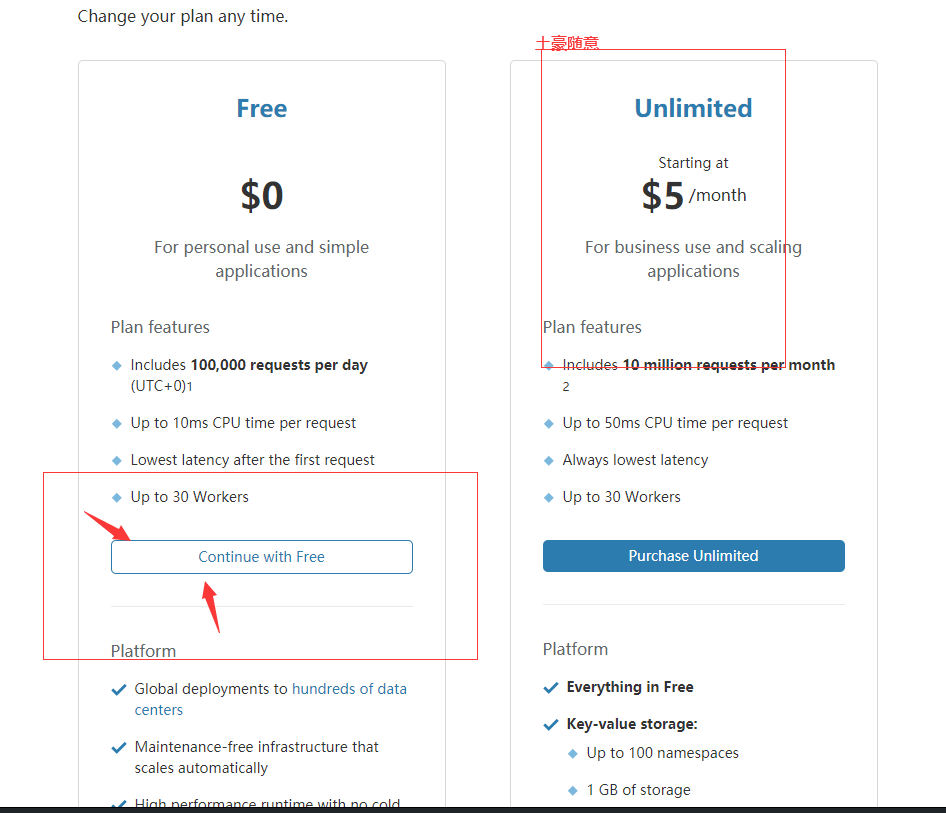 Change your plan any time.
土豪随意
Free
$0
For personal use and simple
applications
Plan features
Includes 100,000 requests per day
(UTC+0)1
Up to 10ms CPU time per request
Lowest latency after the first request
Up to 30 Workers
Continue with Free
Platform
Global deployments to hundreds of data
centers
Maintenance-free infrastructure that
scales automatically
High performance runtime with no cold
Unlimited
Starting at
$5 /month
For business use and scaling
applications
Plan features
Includes 10 million requests per month
2
Up to 50ms CPU time per request
Always lowest latency
Up to 30 Workers
Purchase Unlimited
Platform
Everything in Free
Key-value storage:
Up to 100 namespaces
1 GB of storage